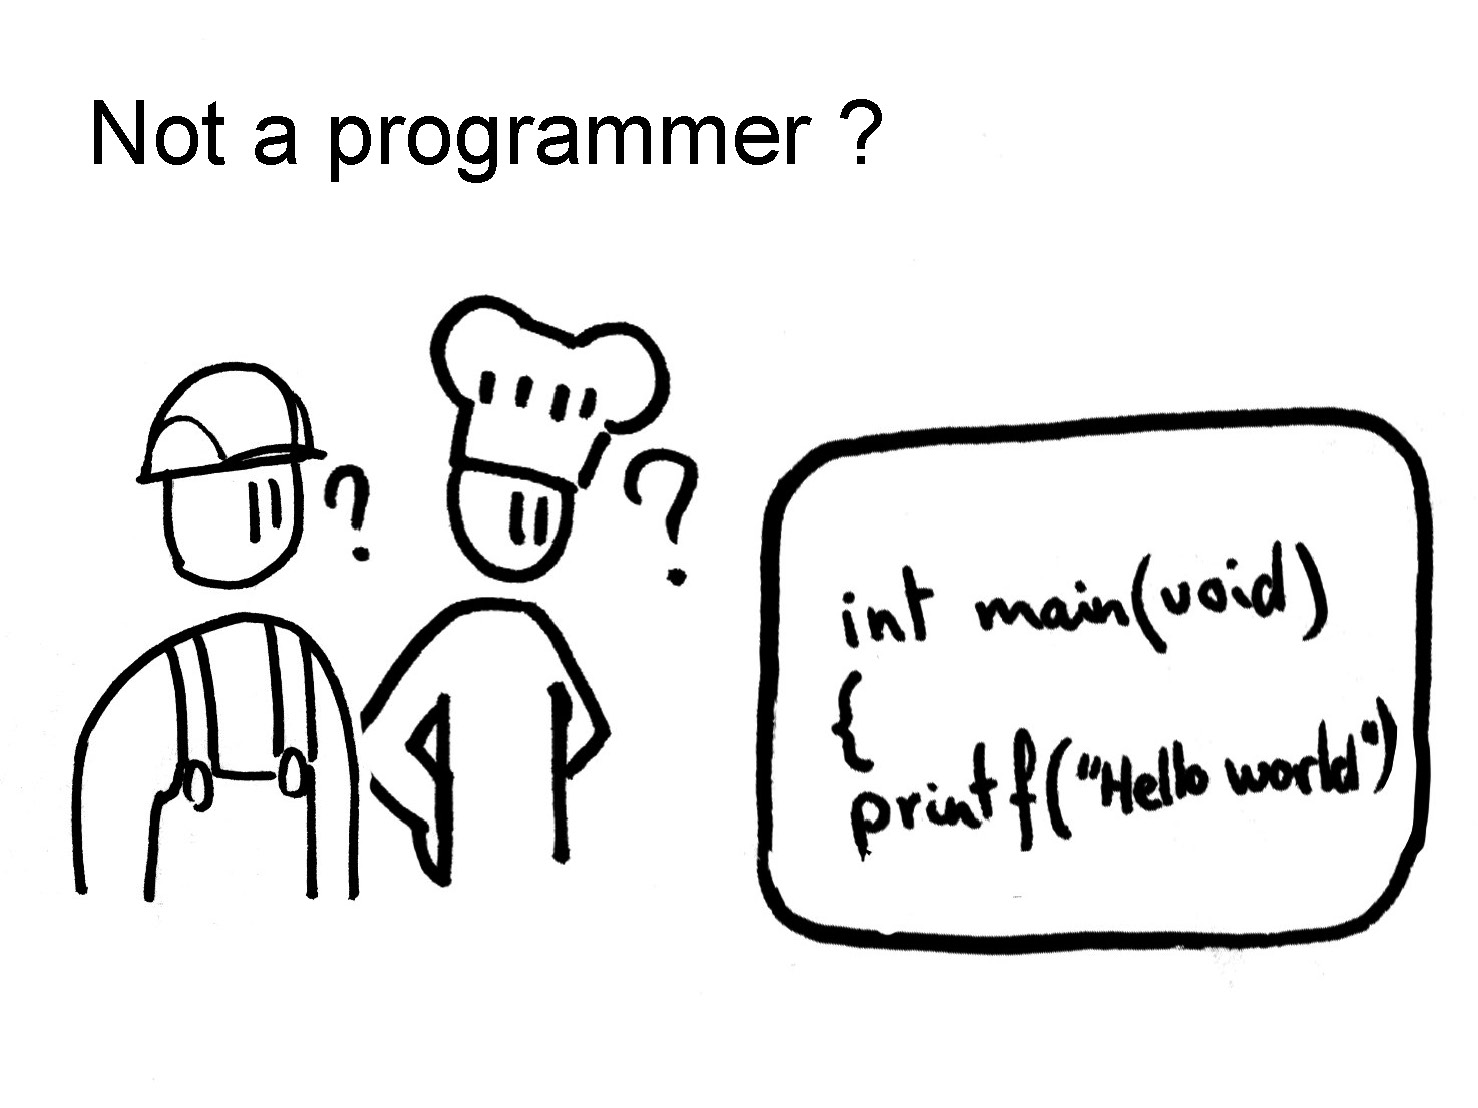 Not a programmer ?
?
?
int main(void)
{
printf("Hello world")